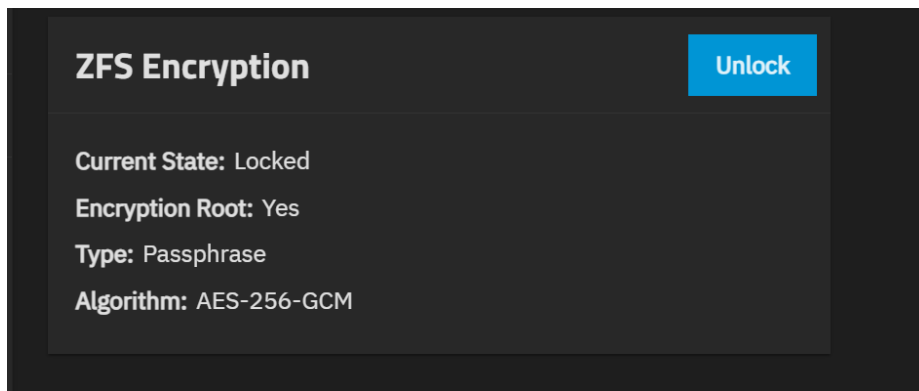 ZFS Encryption
Unlock
Current State: Locked
Encryption Root: Yes
Type: Passphrase
Algorithm: AES-256-GCM